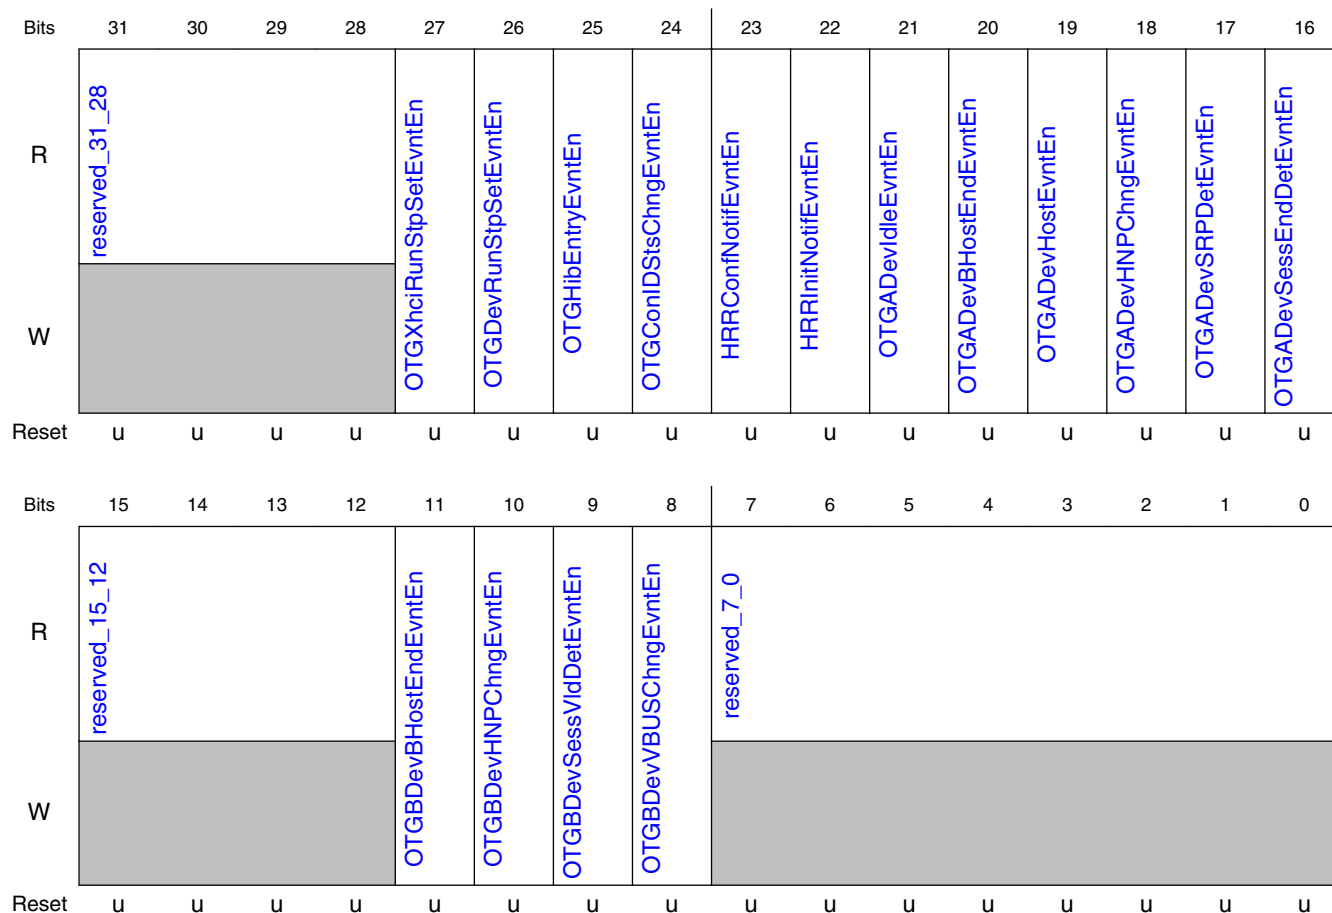 Bits 31 30 29 28 27 26 25 24 23 22 21 20 19 18 17 16
R
W
reserved_31_28
OTGXhciRunStpSetEvntEn
OTGDevRunStpSetEvntEn
OTGHibEntryEvntEn
OTGConIDStsChngEvntEn
HRRConfNotifEvntEn
HRRInitNotifEvntEn
OTGADevIdleEvntEn
OTGADevBHostEndEvntEn
OTGADevHostEvntEn
OTGADevHNPChngEvntEn
OTGADevSRPDetEvntEn
OTGADevSessEndDetEvntEn
Reset u u u u u u u u u u u u u u u u
Bits 15 14 13 12 11 10 9 8 7 6 5 4 3 2 1 0
R
W
reserved_15_12
OTGBDevBHostEndEvntEn
OTGBDevHNPChngEvntEn
OTGBDevSessVldDetEvntEn
OTGBDevVBUSChngEvntEn
reserved_7_0
Reset u u u u u u u u u u u u u u u u